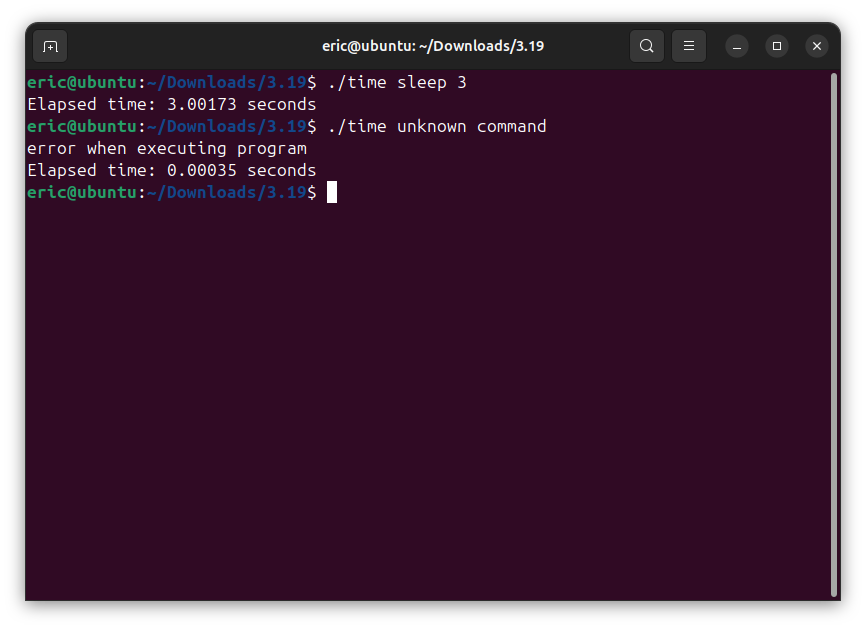 eric@ubuntu: ~/Downloads/3.19
eric@ubuntu:~/Downloads/3.19$ ./time sleep 3
Elapsed time: 3.00173 seconds
eric@ubuntu:~/Downloads/3.19$ ./time unknown command
error when executing program
Elapsed time: 0.00035 seconds
eric@ubuntu:~/Downloads/3.19$